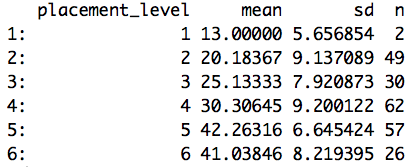 placement_level mean sd n
1: 1 13.00000 5.656854 2
2: 2 20.18367 9.137089 49
3: 3 25.13333 7.920873 30
4: 4 30.30645 9.200122 62
5: 5 42.26316 6.645424 57
6: 6 41.03846 8.219395 26